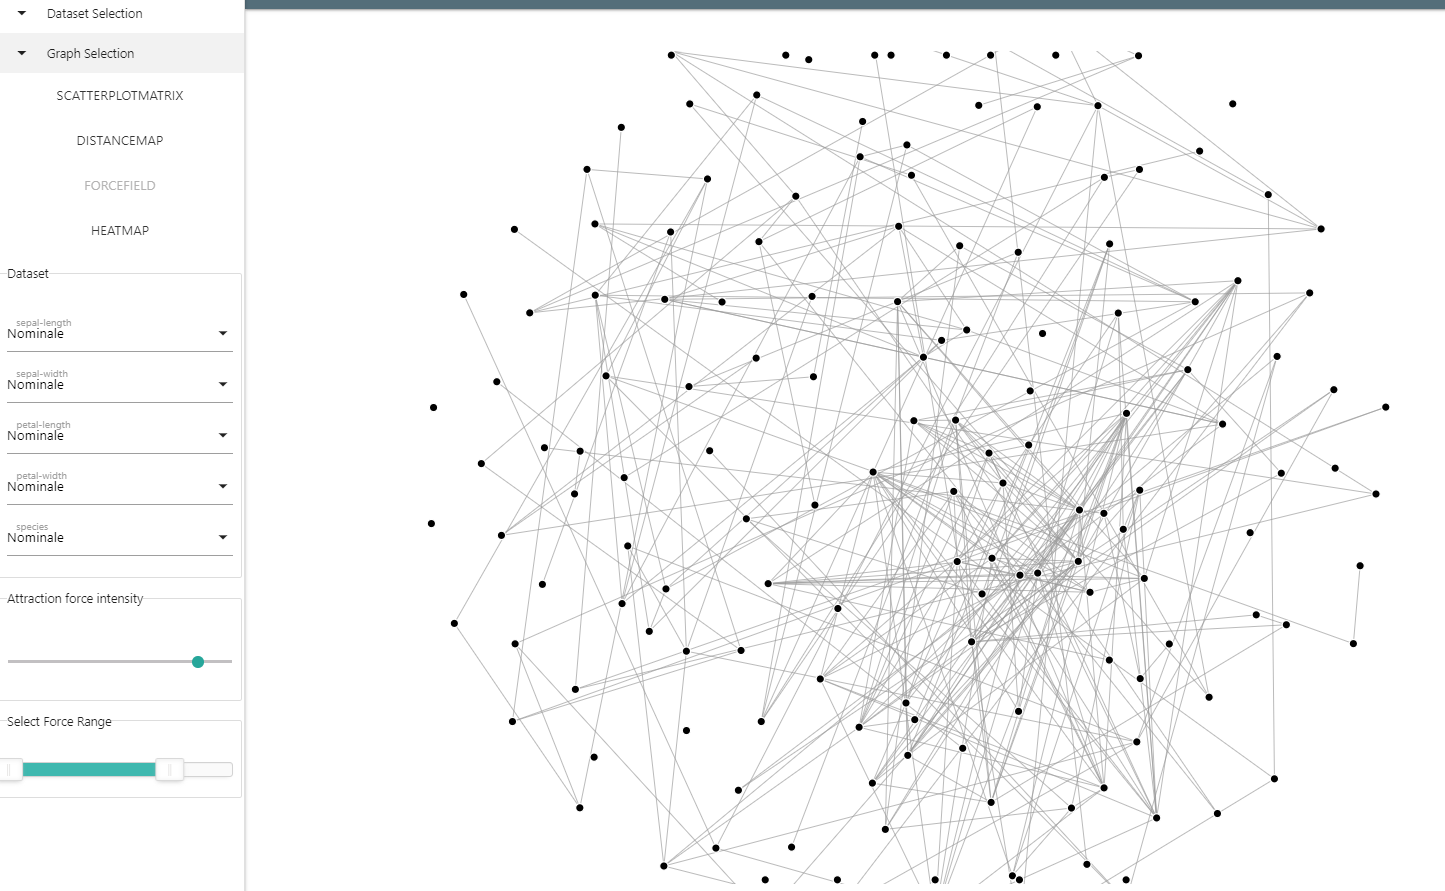 Dataset Selection
Graph Selection
SCATTERPLOTMATRIX
DISTANCEMAP
FORCEFIELD
HEATMAP
Dataset
sepal-length
Nominale
sepal-width
Nominale
petal-length
Nominale
petal-width
Nominale
species
Nominale
Attraction force intensity
Select Force Range